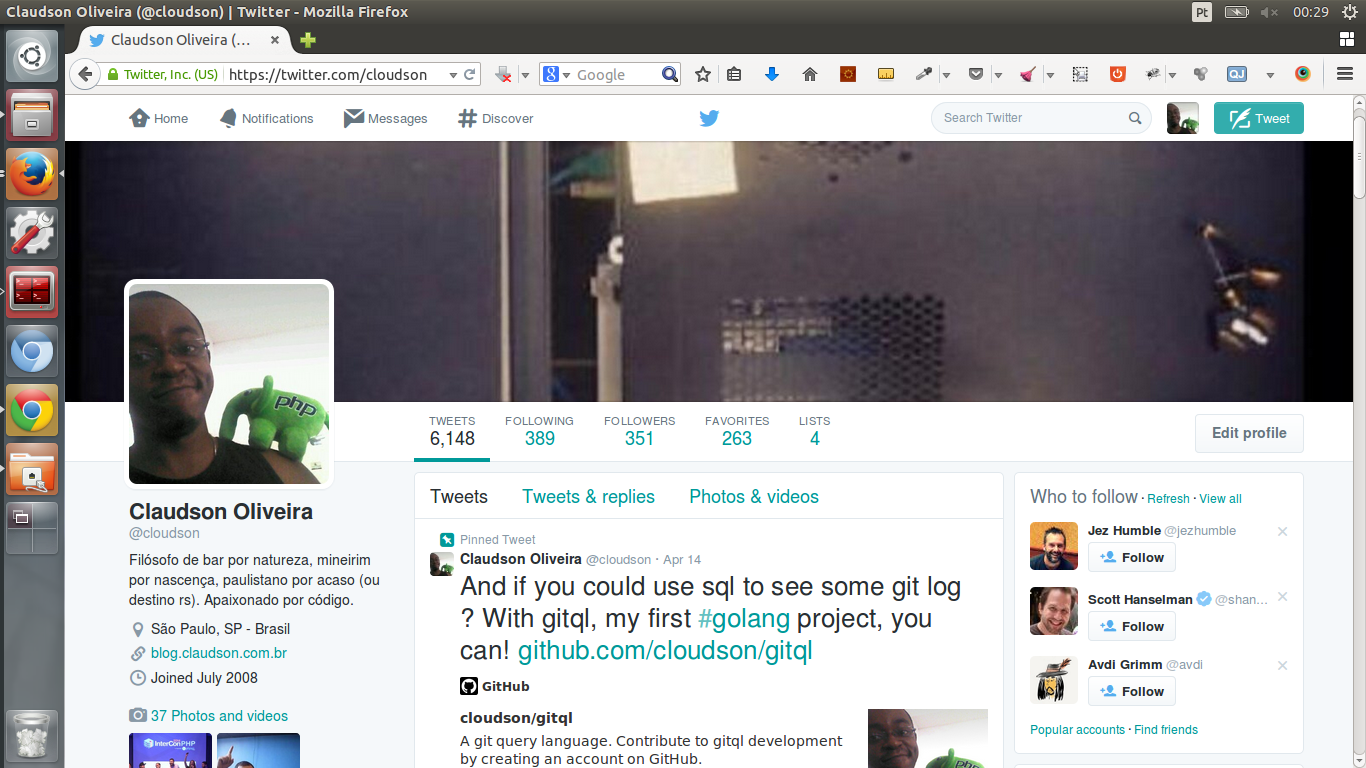 Claudson Oliveira (@cloudson) | Twitter - Mozilla Firefox
Pt
00:29
Claudson Oliveira (…
Twitter, Inc. (US)
https://twitter.com/cloudson
Google
QJ
Home
Notifications
Messages
Discover
Search Twitter
Tweet
php
TWEETS
6,148
FOLLOWING
389
FOLLOWERS
351
FAVORITES
263
LISTS
4
Edit profile
Claudson Oliveira
@cloudson
Filósofo de bar por natureza, mineirim
por nascença, paulistano por acaso (ou
destino rs). Apaixonado por código.
São Paulo, SP - Brasil
blog.claudson.com.br
Joined July 2008
37 Photos and videos
InterConPHP
Tweets
Tweets & replies
Photos & videos
Pinned Tweet
Claudson Oliveira @cloudson · Apr 14
And if you could use sql to see some git log
? With gitql, my first #golang project, you
can! github.com/cloudson/gitql
GitHub
cloudson/gitql
A git query language. Contribute to gitql development
by creating an account on GitHub.
Who to follow · Refresh · View all
Jez Humble @jezhumble
Follow
Scott Hanselman @shan...
Follow
Avdi Grimm @avdi
Follow
Popular accounts · Find friends